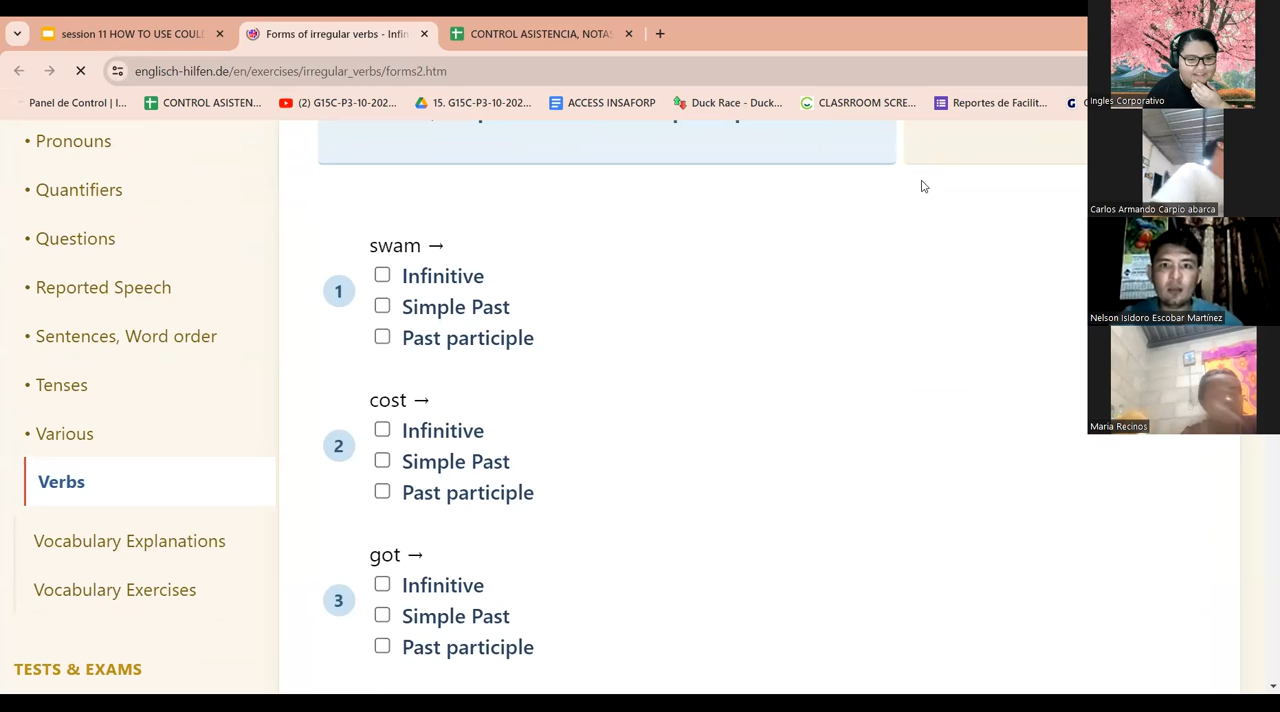 session 11 HOW TO USE COUL
Forms of irregular verbs - Infin
CONTROL ASISTENCIA, NOTAS
englisch-hilfen.de/en/exercises/irregular_verbs/forms2.htm
Panel de Control | I...
CONTROL ASISTEN...
(2) G15C-P3-10-202...
15. G15C-P3-10-202...
ACCESS INSAFORP
Duck Race - Duck...
CLASRROOM SCRE...
Reportes de Facilit...
Ingles Corporativo
Carlos Armando Carpio abarca
Nelson Isidoro Escobar Martínez
Maria Recinos
• Pronouns
• Quantifiers
• Questions
• Reported Speech
• Sentences, Word order
• Tenses
• Various
Verbs
Vocabulary Explanations
Vocabulary Exercises
TESTS & EXAMS
swam →
1
Infinitive
Simple Past
Past participle
cost →
2
Infinitive
Simple Past
Past participle
got →
3
Infinitive
Simple Past
Past participle